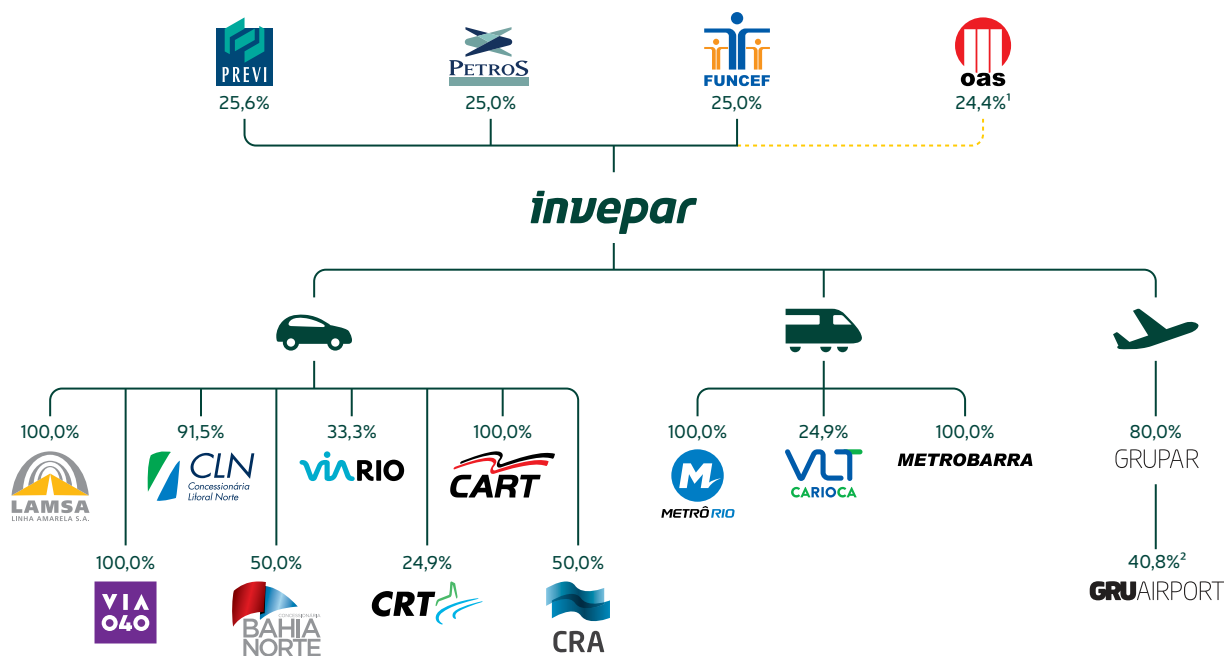 PREVI
25,6%
PETROS
25,0%
FUNCEF
25,0%
oas
24,4%¹
invepar
100,0%
LAMSA
LINHA AMARELA S.A.
91,5%
CLN
Concessionária
Litoral Norte
33,3%
VIARIO
100,0%
CART
100,0%
M
METRÔRIO
24,9%
VLT
CARIOCA
100,0%
METROBARRA
80,0%
GRUPAR
100,0%
VIA
040
50,0%
CONCESSIONÁRIA
BAHIA
NORTE
24,9%
CRT
50,0%
CRA
40,8%²
GRUAIRPORT